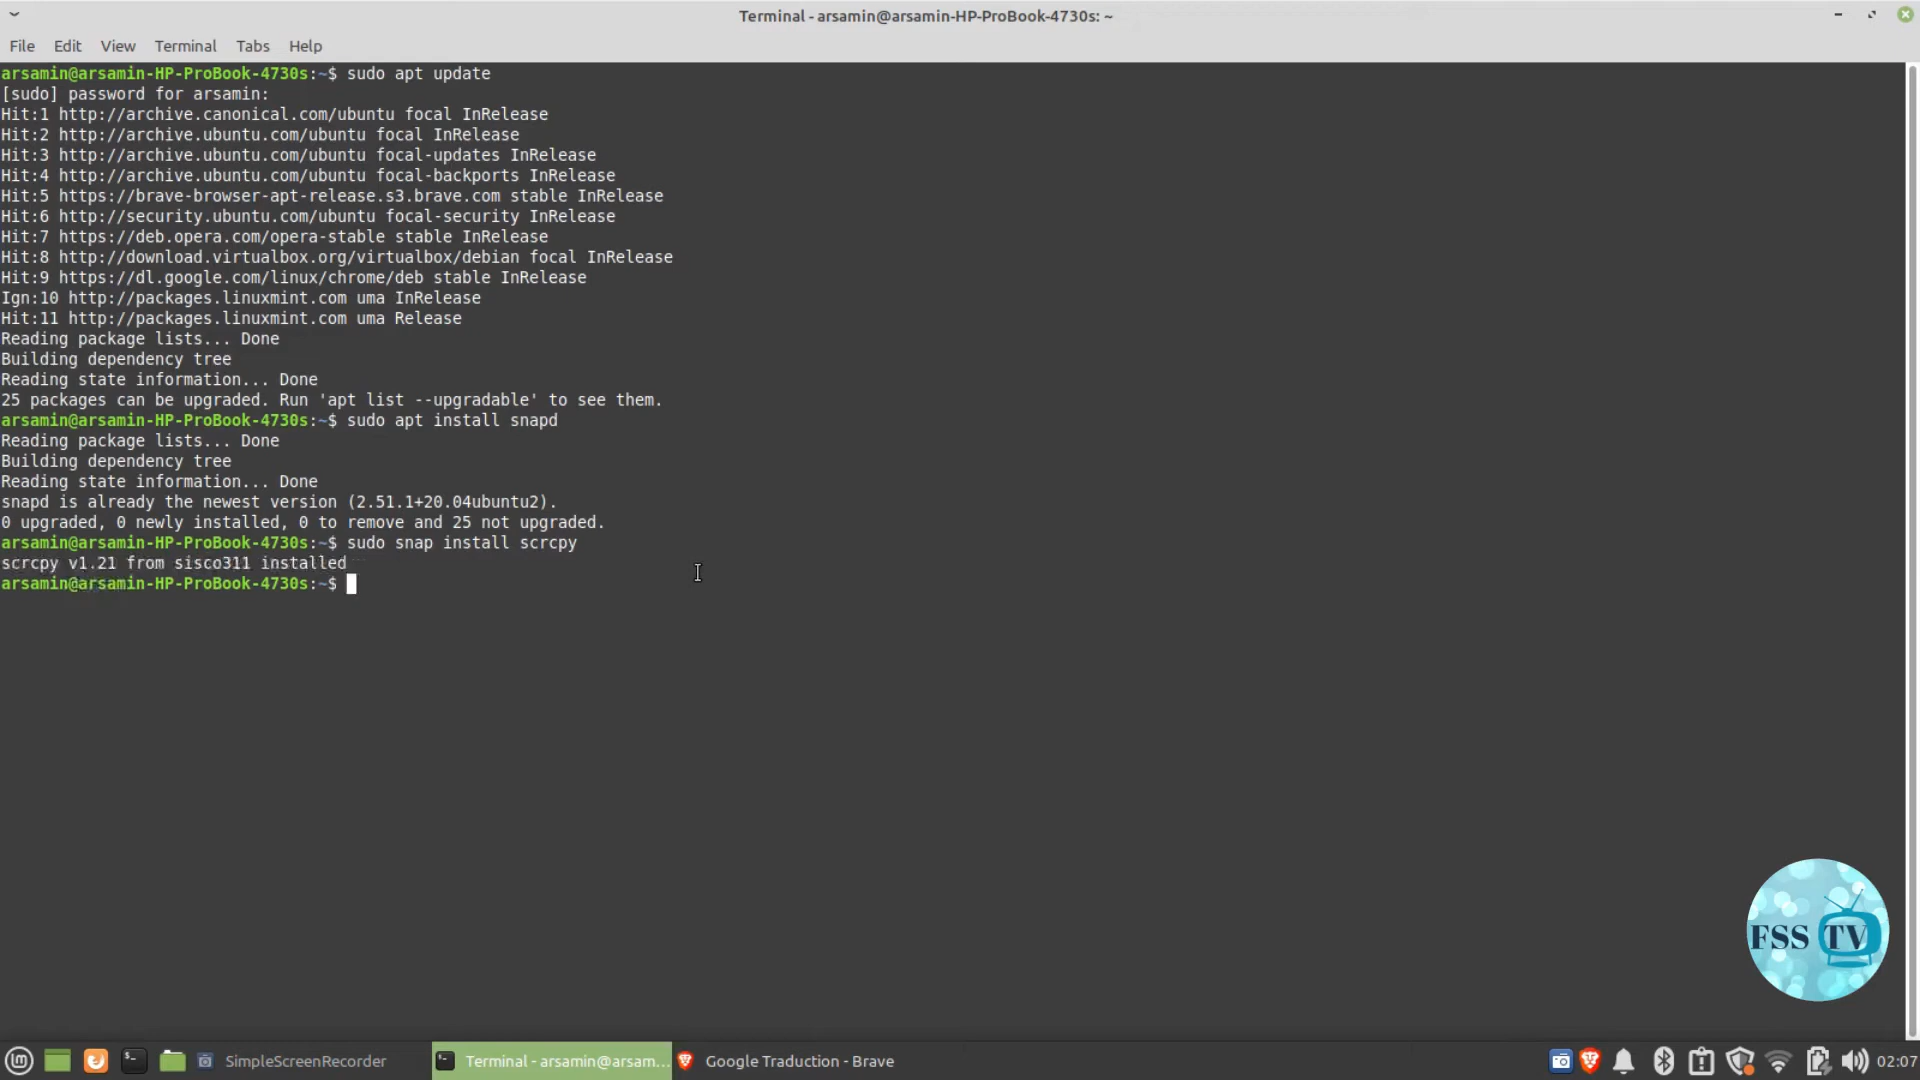 Terminal - arsamin@arsamin-HP-ProBook-4730s: ~
File Edit View Terminal Tabs Help
arsamin@arsamin-HP-ProBook-4730s:~$ sudo apt update
[sudo] password for arsamin:
Hit:1 http://archive.canonical.com/ubuntu focal InRelease
Hit:2 http://archive.ubuntu.com/ubuntu focal InRelease
Hit:3 http://archive.ubuntu.com/ubuntu focal-updates InRelease
Hit:4 http://archive.ubuntu.com/ubuntu focal-backports InRelease
Hit:5 https://brave-browser-apt-release.s3.brave.com stable InRelease
Hit:6 http://security.ubuntu.com/ubuntu focal-security InRelease
Hit:7 https://deb.opera.com/opera-stable stable InRelease
Hit:8 http://download.virtualbox.org/virtualbox/debian focal InRelease
Hit:9 https://dl.google.com/linux/chrome/deb stable InRelease
Ign:10 http://packages.linuxmint.com uma InRelease
Hit:11 http://packages.linuxmint.com uma Release
Reading package lists... Done
Building dependency tree
Reading state information... Done
25 packages can be upgraded. Run 'apt list --upgradable' to see them.
arsamin@arsamin-HP-ProBook-4730s:~$ sudo apt install snapd
Reading package lists... Done
Building dependency tree
Reading state information... Done
snapd is already the newest version (2.51.1+20.04ubuntu2).
0 upgraded, 0 newly installed, 0 to remove and 25 not upgraded.
arsamin@arsamin-HP-ProBook-4730s:~$ sudo snap install scrcpy
scrcpy v1.21 from sisco311 installed
arsamin@arsamin-HP-ProBook-4730s:~$
FSS TV
SimpleScreenRecorder Terminal - arsamin@arsam... Google Traduction - Brave 02:07